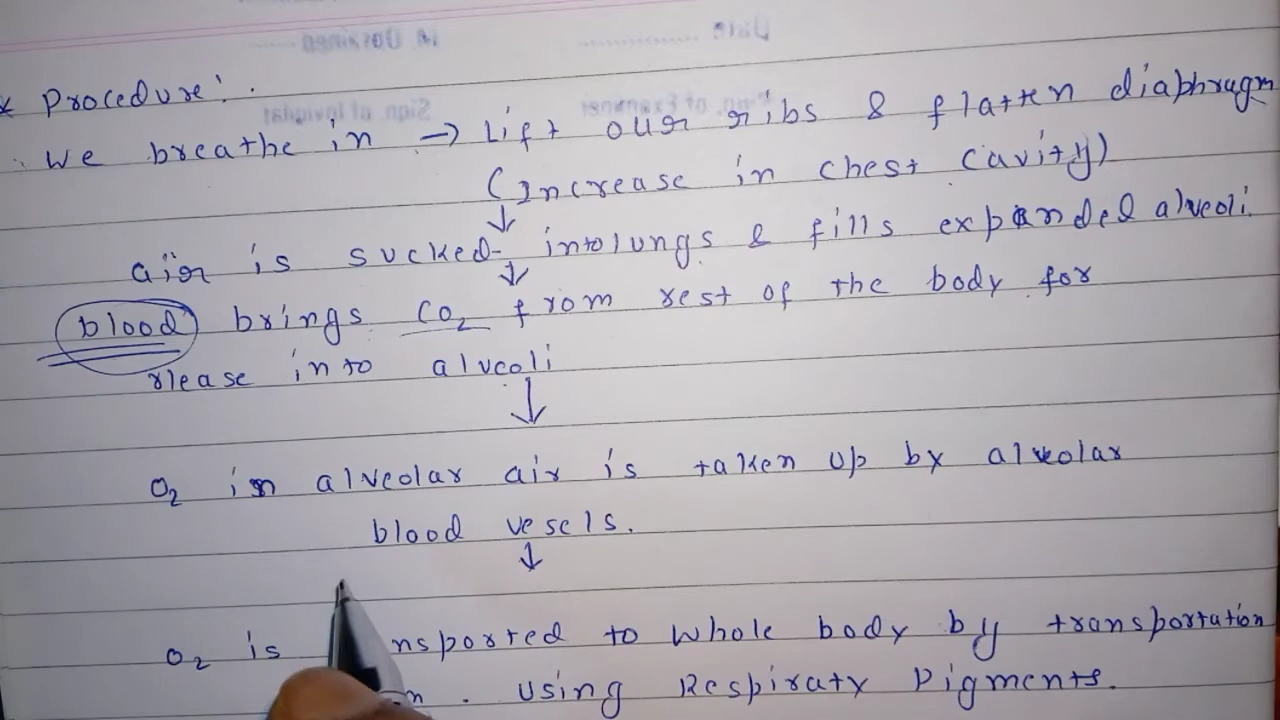 * Procedure :
We breathe in → Lift our ribs & flatten diaphragm
(Increase in chest cavity)
↓
air is sucked into lungs & fills expanded alveoli.
↓
blood brings CO₂ from rest of the body for
rlease into alveoli
↓
O₂ in alveolar air is taken up by alveolar
blood vesels.
↓
O₂ is nsported to whole body by transportation
. Using Respiraty Pigments.